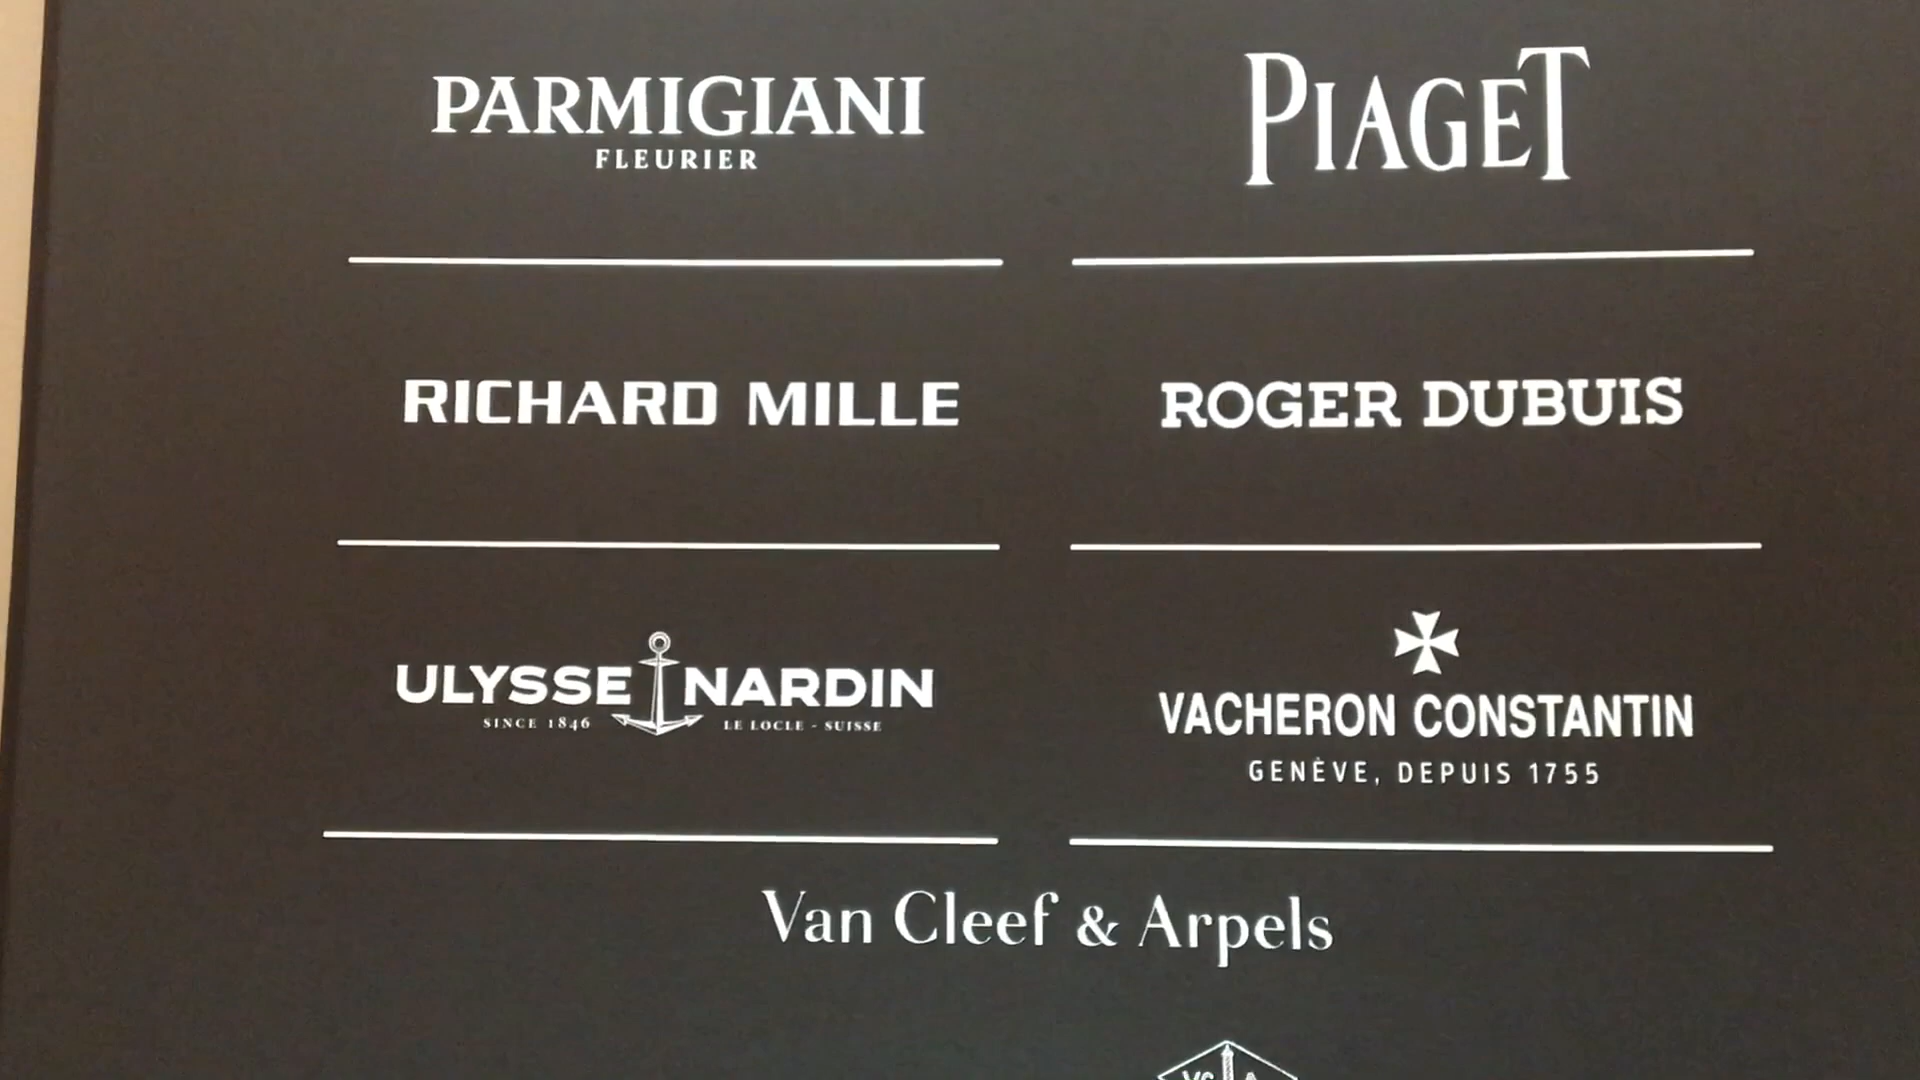 PARMIGIANI
FLEURIER
PIAGET
RICHARD MILLE
ROGER DUBUIS
ULYSSE NARDIN
SINCE 1846 LE LOCLE - SUISSE
VACHERON CONSTANTIN
GENÈVE, DEPUIS 1755
Van Cleef & Arpels